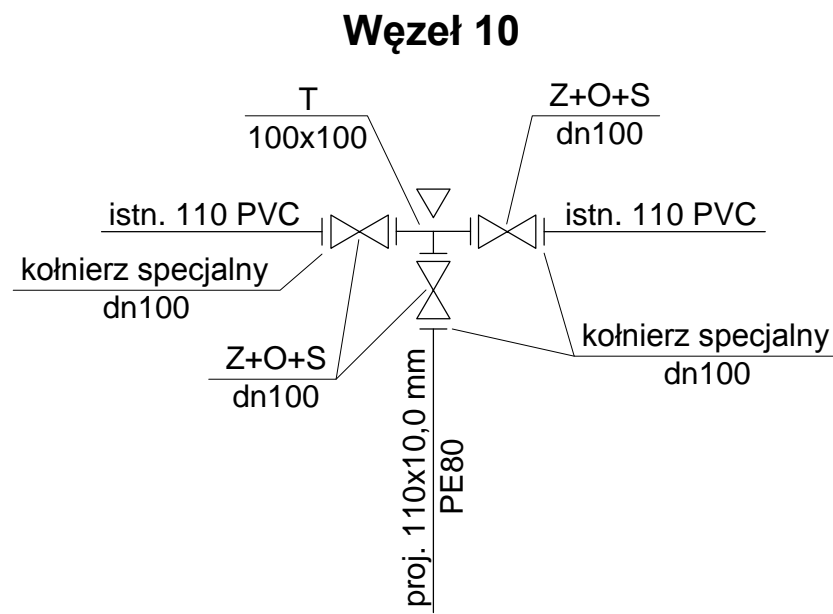 Węzeł 10
T
100x100
Z+O+S
dn100
istn. 110 PVC
istn. 110 PVC
kołnierz specjalny
dn100
Z+O+S
dn100
kołnierz specjalny
dn100
proj. 110x10,0 mm
PE80